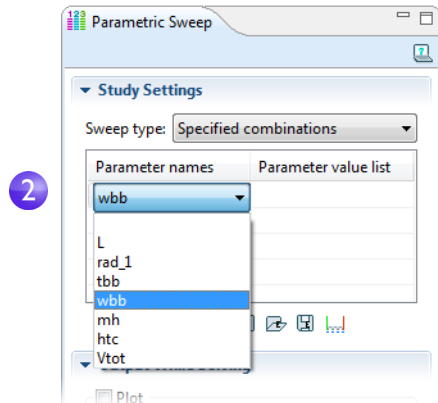 123
Parametric Sweep
?
Study Settings
Sweep type: Specified combinations
Parameter names Parameter value list
2
wbb
L
rad_1
tbb
wbb
mh
htc
Vtot
Plot